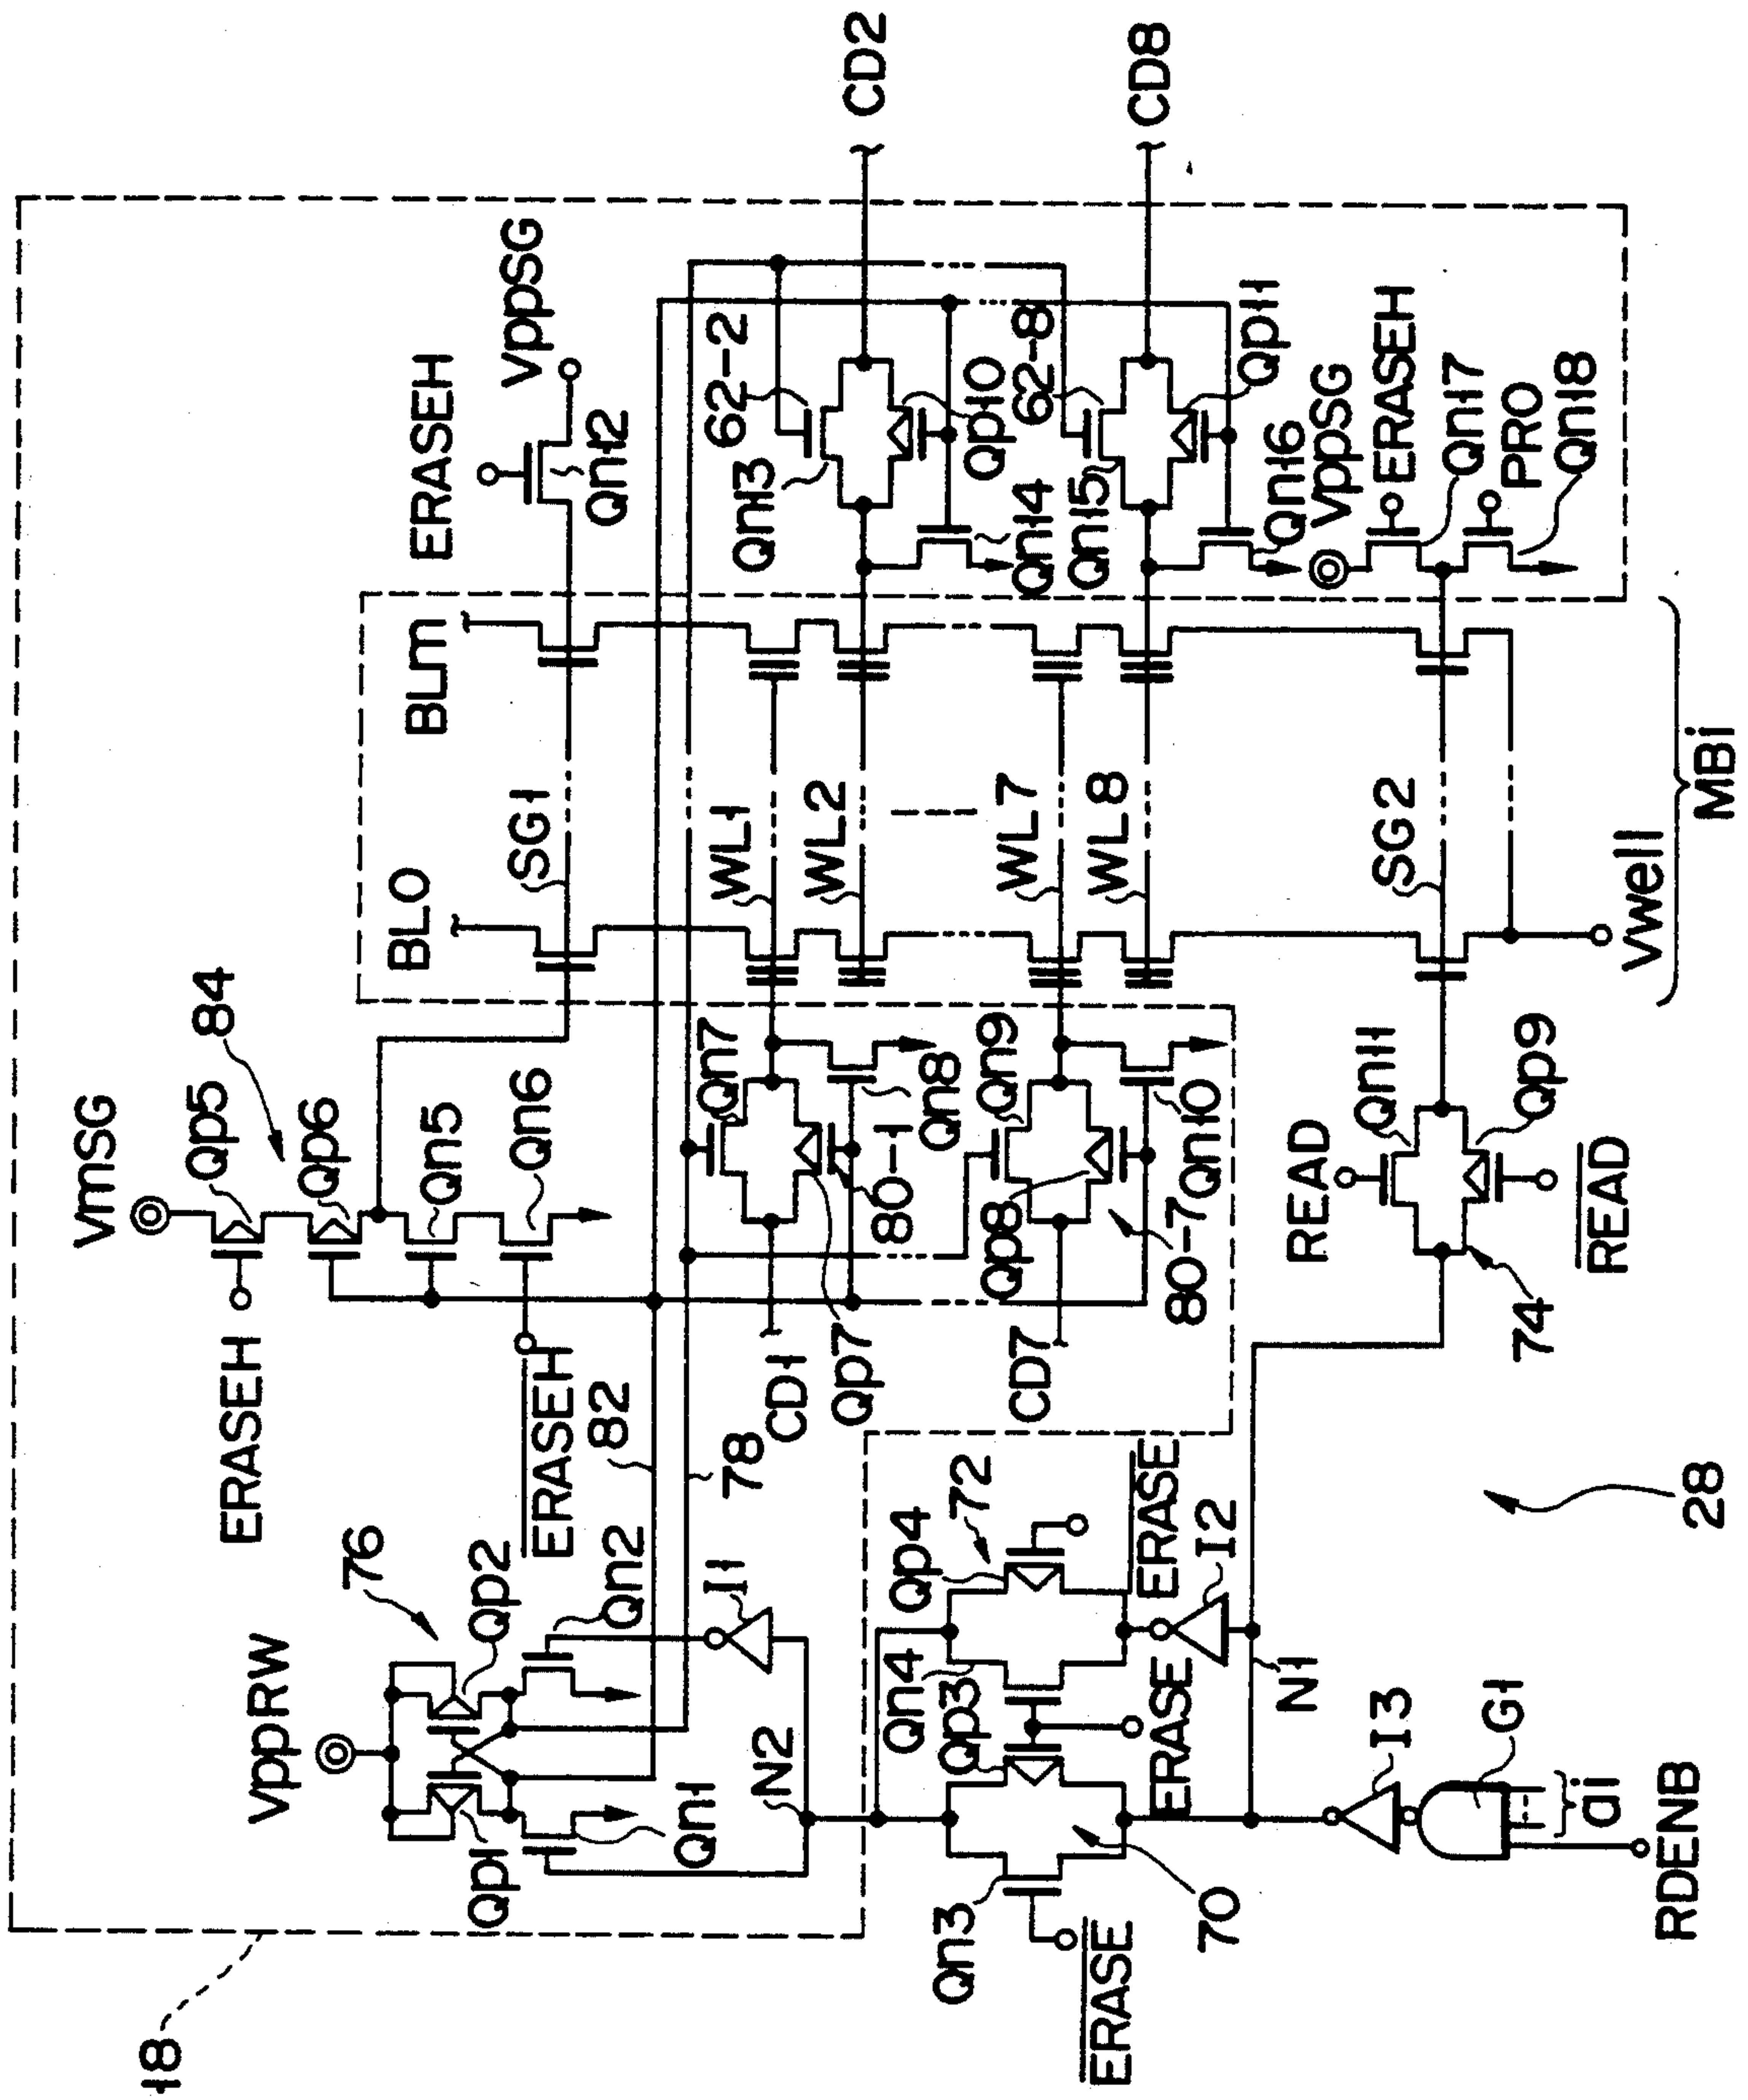 18
VppRW
76
Qp1
Qp2
Qn1
Qn2
I1
N2
ERASEH
VmSG
84
Qp5
Qp6
Qn5
Qn6
ERASEH
82
78
BL0
BLm
SG1
ERASEH
VppSG
Qn12
WL1
WL2
WL7
WL8
SG2
Vwell
MBi
Qn7
Qn8
80-1
Qp7
CD1
Qn9
Qn10
Qp8
80-7
CD7
62-2
Qn13
Qp10
Qn14
CD2
62-8
Qn15
Qp11
Qn16
CD8
VppSG
ERASEH
Qn17
PRO
Qn18
READ
Qn11
Qp9
READ
74
72
Qp4
Qn4
Qp3
ERASE
ERASE
I2
N1
Qn3
ERASE
70
I3
G1
ai
RDENB
28